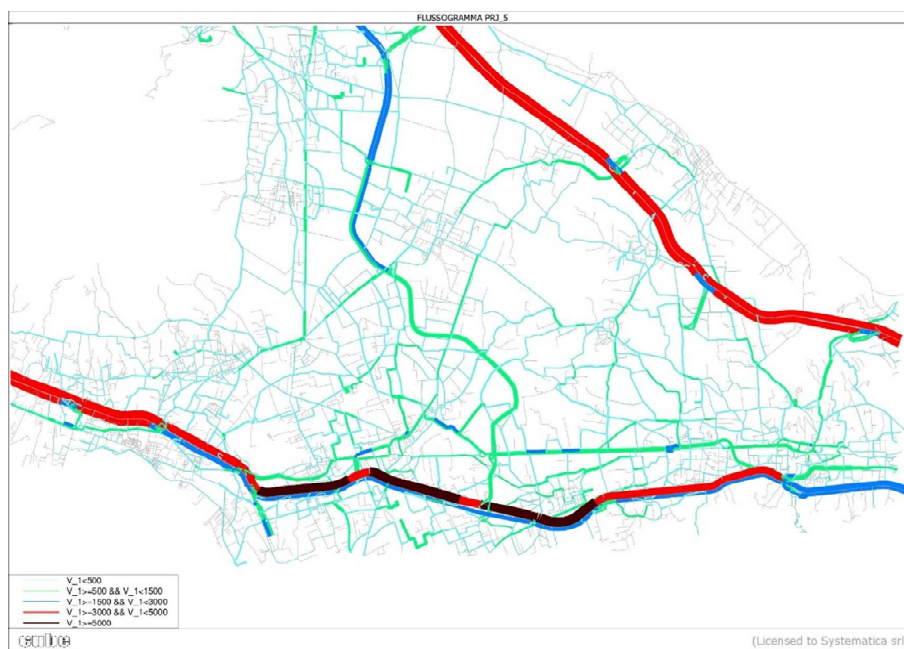 FLUSSOGRAMMA PRJ_5
V_1<500
V_1>=500 && V_1<1500
V_1>=1500 && V_1<3000
V_1>=3000 && V_1<5000
V_1>=5000
(Licensed to Systematica srl